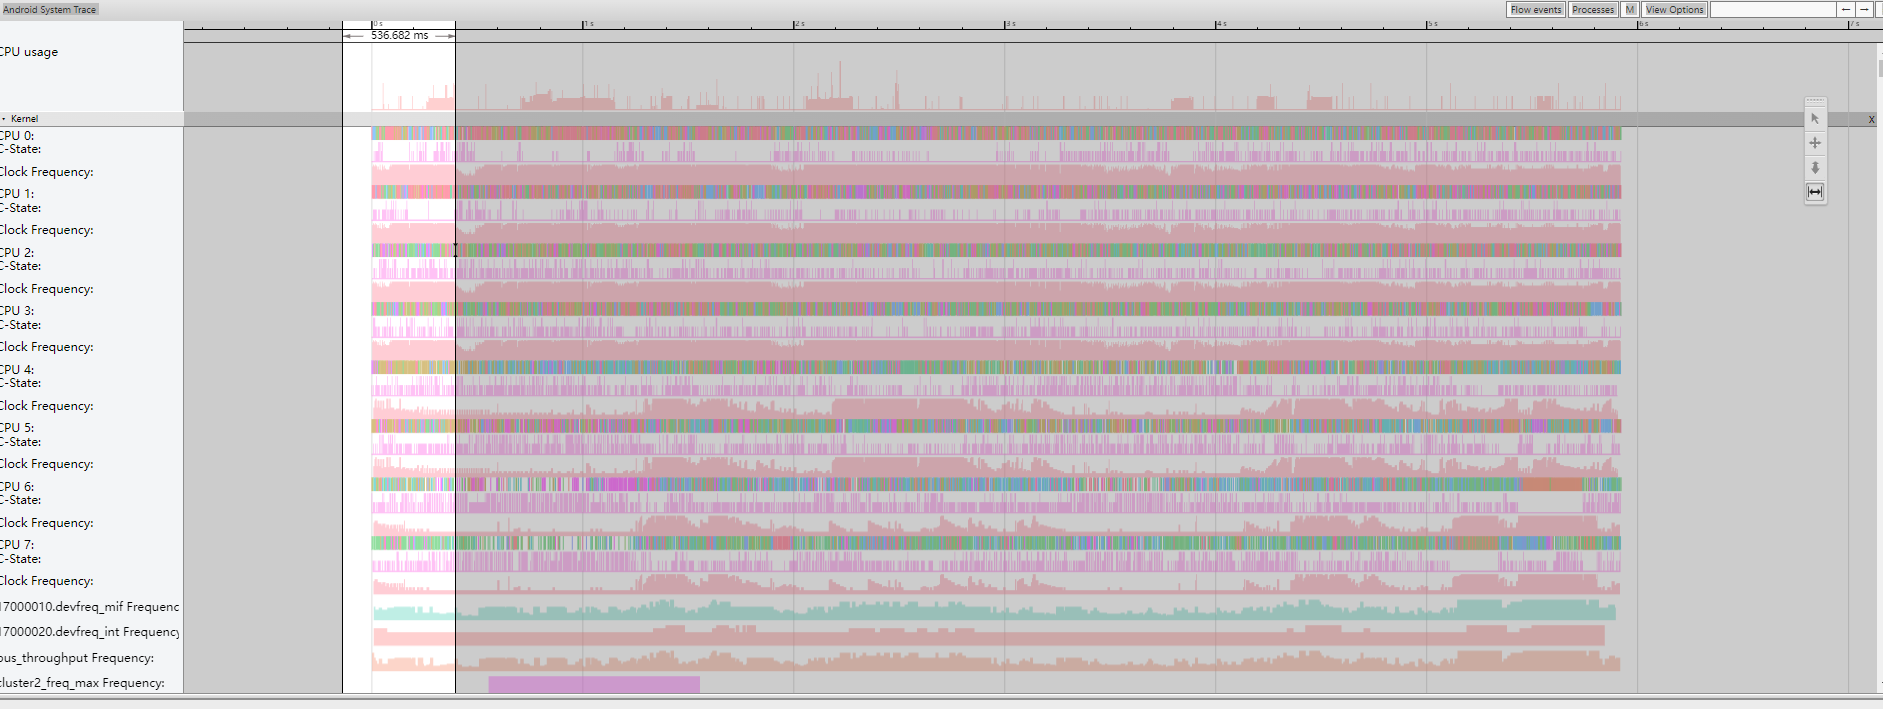 Android System Trace
Flow events Processes M View Options ← →
0 s 1 s 2 s 3 s 4 s 5 s 6 s 7 s
536.682 ms
CPU usage
Kernel X
CPU 0:
C-State:
Clock Frequency:
CPU 1:
C-State:
Clock Frequency:
CPU 2:
C-State:
Clock Frequency:
CPU 3:
C-State:
Clock Frequency:
CPU 4:
C-State:
Clock Frequency:
CPU 5:
C-State:
Clock Frequency:
CPU 6:
C-State:
Clock Frequency:
CPU 7:
C-State:
Clock Frequency:
17000010.devfreq_mif Frequenc
17000020.devfreq_int Frequency
bus_throughput Frequency:
cluster2_freq_max Frequency: